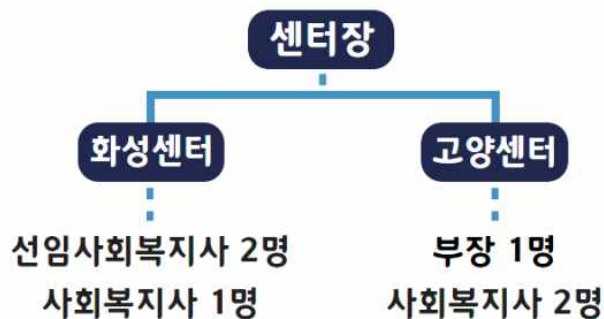 센터장
화성센터
고양센터
선임사회복지사 2명
부장 1명
사회복지사 1명
사회복지사 2명